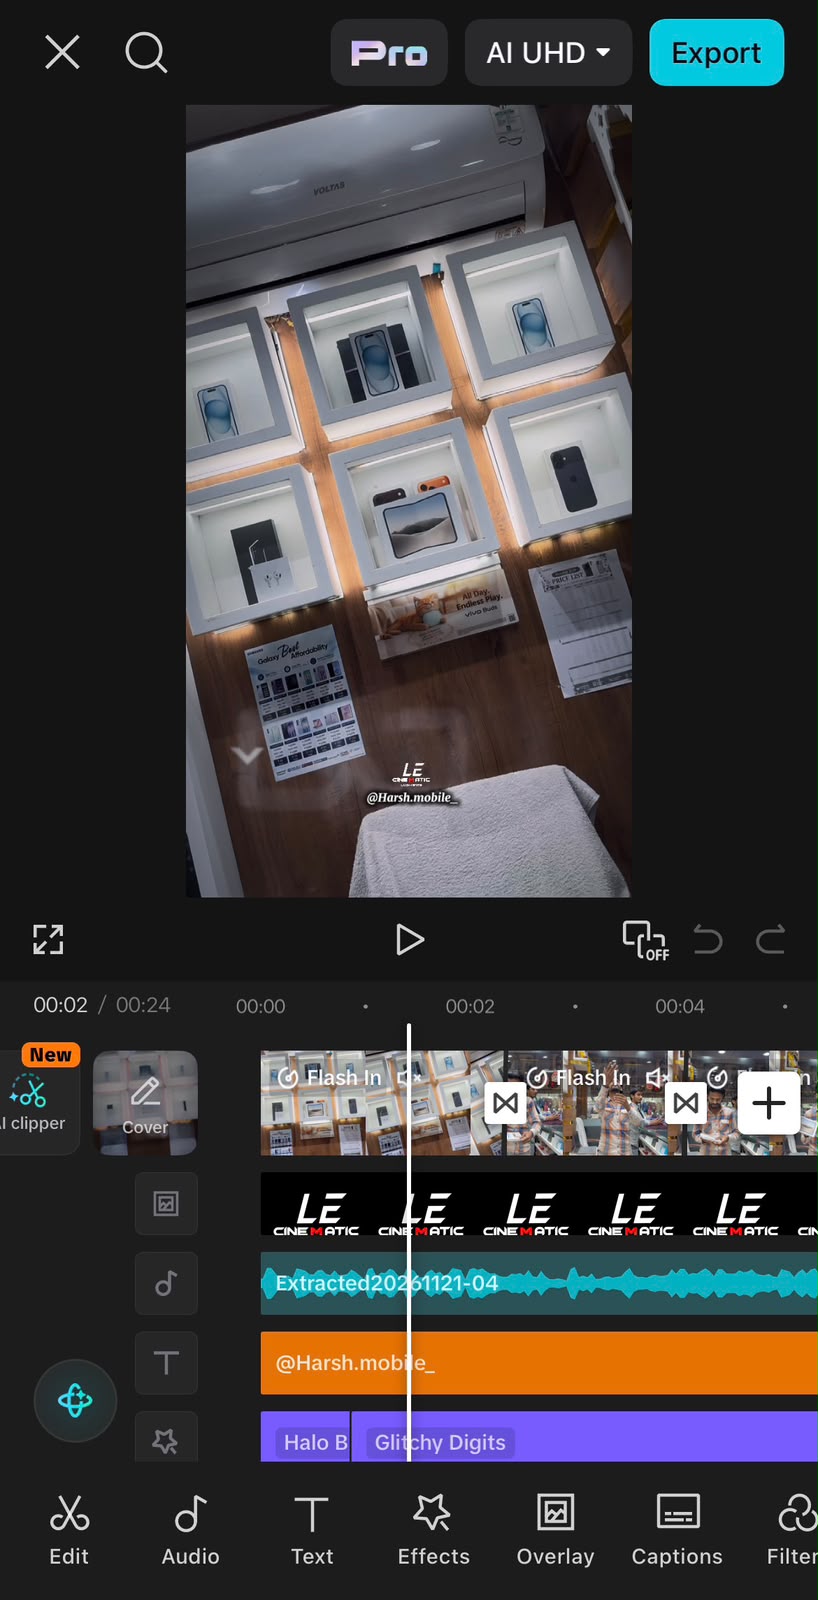 Pro
AI UHD
Export
VOLTAS
PRICE LIST
All Day,
Endless Play.
vivo Buds
Galaxy Best Affordability
LE
CINEMATIC
@Harsh.mobile_
OFF
00:02 / 00:24
00:00
00:02
00:04
New
AI clipper
Cover
Flash In
Flash In
LE
CINEMATIC
LE
CINEMATIC
LE
CINEMATIC
LE
CINEMATIC
LE
CINEMATIC
Extracted20261121-04
@Harsh.mobile_
Halo B
Glitchy Digits
Edit
Audio
Text
Effects
Overlay
Captions
Filter